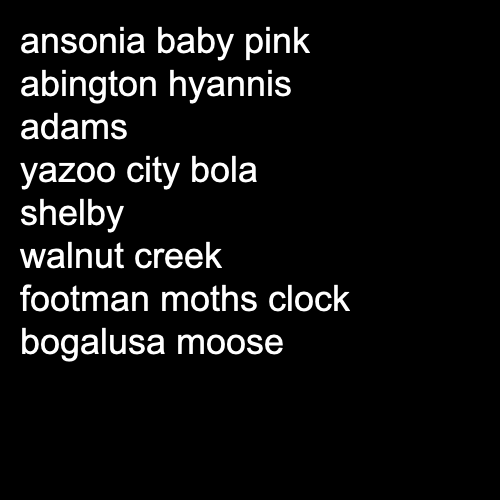 ansonia baby pink
abington hyannis
adams
yazoo city bola
shelby
walnut creek
footman moths clock
bogalusa moose